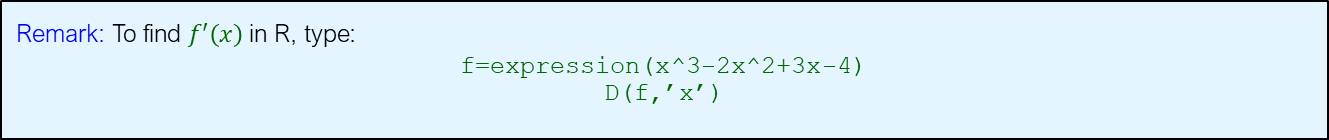 Remark: To find f′(x) in R, type:
f=expression(x^3-2x^2+3x-4)
D(f,′x′)